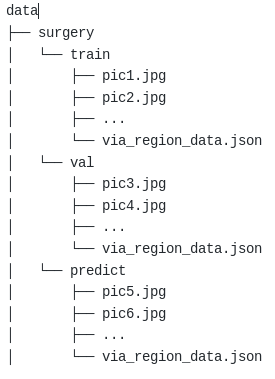 data
├── surgery
│   └── train
│       ├── pic1.jpg
│       ├── pic2.jpg
│       ├── ...
│       └── via_region_data.json
│   └── val
│       ├── pic3.jpg
│       ├── pic4.jpg
│       ├── ...
│       └── via_region_data.json
│   └── predict
│       ├── pic5.jpg
│       ├── pic6.jpg
│       ├── ...
│       └── via_region_data.json